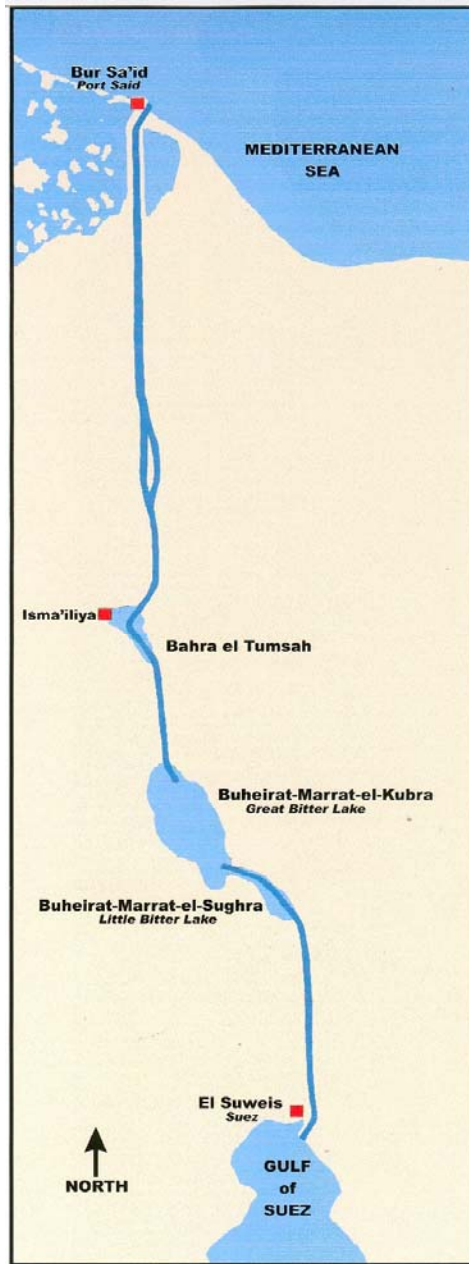 Bur Sa'id
Port Said
MEDITERRANEAN
SEA
Isma'iliya
Bahra el Tumsah
Buheirat-Marrat-el-Kubra
Great Bitter Lake
Buheirat-Marrat-el-Sughra
Little Bitter Lake
El Suweis
Suez
NORTH
GULF
of
SUEZ